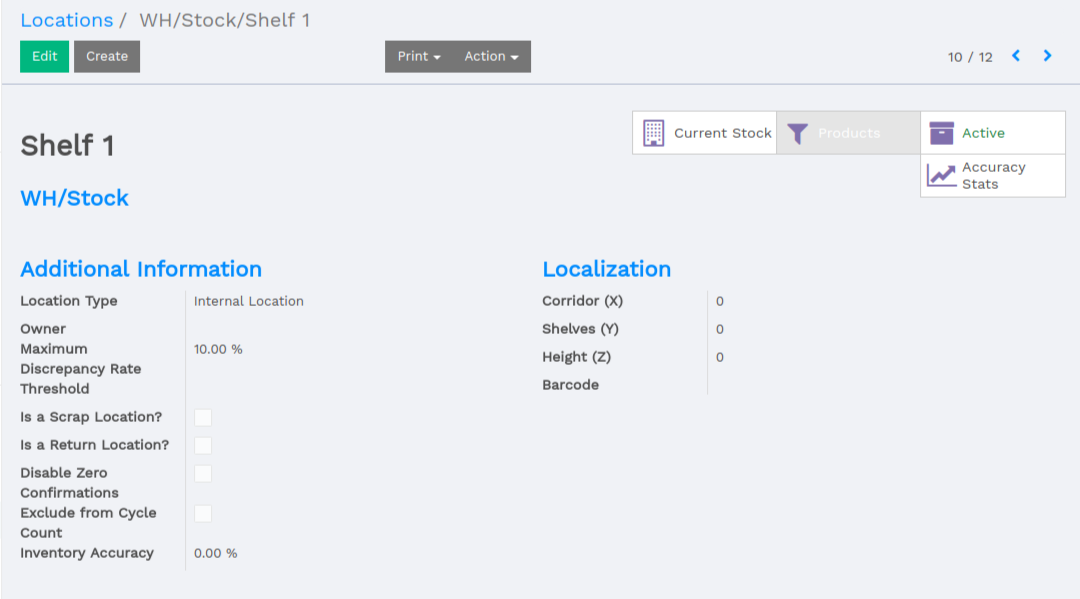 Locations / WH/Stock/Shelf 1
Edit Create Print Action 10 / 12
Shelf 1
Current Stock Products Active
Accuracy
Stats
WH/Stock
Additional Information
Location Type Internal Location
Owner
Maximum 10.00 %
Discrepancy Rate
Threshold
Is a Scrap Location?
Is a Return Location?
Disable Zero
Confirmations
Exclude from Cycle
Count
Inventory Accuracy 0.00 %
Localization
Corridor (X) 0
Shelves (Y) 0
Height (Z) 0
Barcode